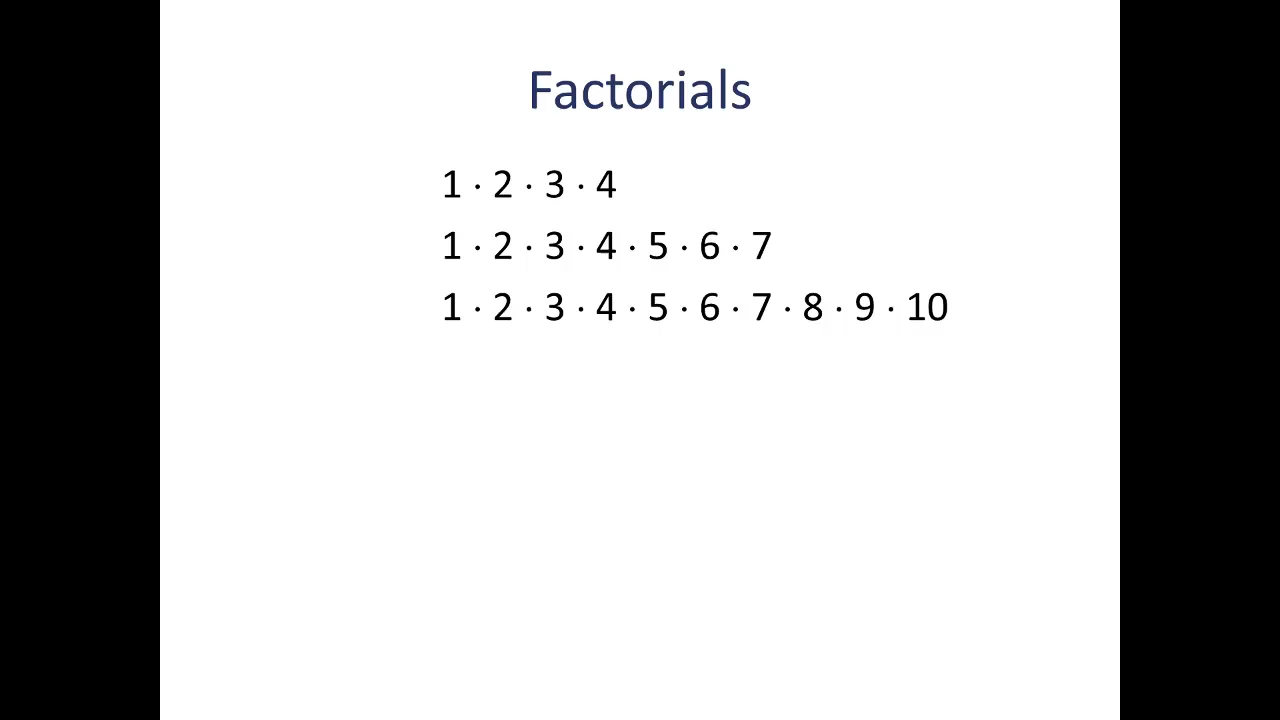 Factorials
1 · 2 · 3 · 4
1 · 2 · 3 · 4 · 5 · 6 · 7
1 · 2 · 3 · 4 · 5 · 6 · 7 · 8 · 9 · 10